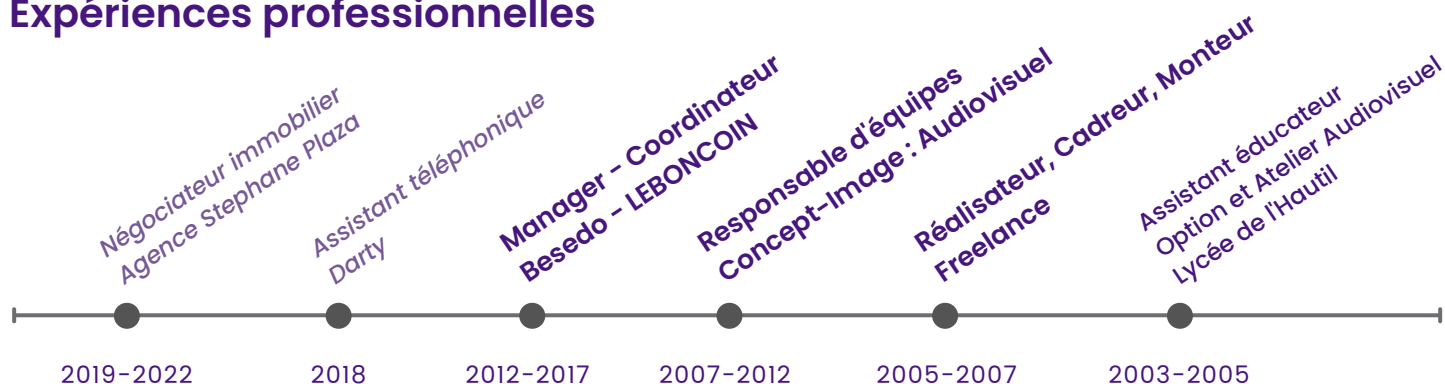 Expériences professionnelles
Négociateur immobilier
Agence Stephane Plaza
Assistant téléphonique
Darty
Manager - Coordinateur
Besedo - LEBONCOIN
Responsable d'équipes
Concept-Image : Audiovisuel
Réalisateur, Cadreur, Monteur
Freelance
Assistant éducateur
Option et Atelier Audiovisuel
Lycée de l'Hautil
2019-2022
2018
2012-2017
2007-2012
2005-2007
2003-2005